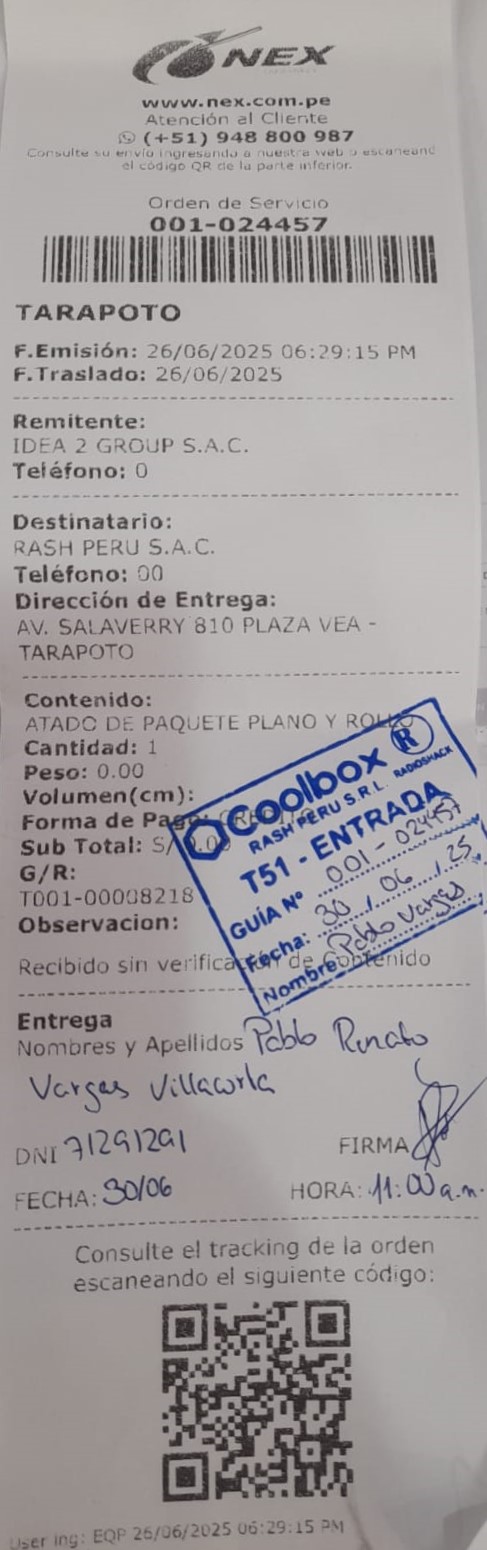 NEX
www.nex.com.pe
Atención al Cliente
(+51) 948 800 987
Consulte su envío ingresando a nuestra web o escaneand
el código QR de la parte inferior.
Orden de Servicio
001-024457
TARAPOTO
F.Emisión: 26/06/2025 06:29:15 PM
F.Traslado: 26/06/2025
Remitente:
IDEA 2 GROUP S.A.C.
Teléfono: 0
Destinatario:
RASH PERU S.A.C.
Teléfono: 00
Dirección de Entrega:
AV. SALAVERRY 810 PLAZA VEA -
TARAPOTO
Contenido:
ATADO DE PAQUETE PLANO Y ROLLO
Cantidad: 1
Peso: 0.00
Volumen(cm):
Forma de Pago: CREDITO
Sub Total: S/ 0.00
G/R:
T001-00008218
Observacion:
Recibido sin verificación de Contenido
Coolbox R
RASH PERU S.R.L. RADIOSHACK
T51 - ENTRADA
GUÍA Nº 001-024457
Fecha: 30/06/25
Nombre: Pablo Vargas
Entrega
Nombres y Apellidos Pablo Renato
Vargas Villacorta
DNI 71291291 FIRMA
FECHA: 30/06 HORA: 11:00 a.m.
Consulte el tracking de la orden
escaneando el siguiente código:
User ing: EQP 26/06/2025 06:29:15 PM